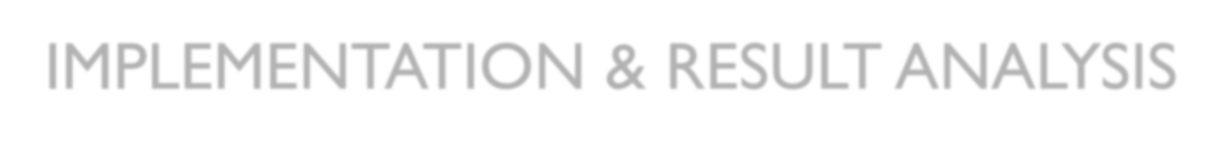 IMPLEMENTATION & RESULT ANALYSIS